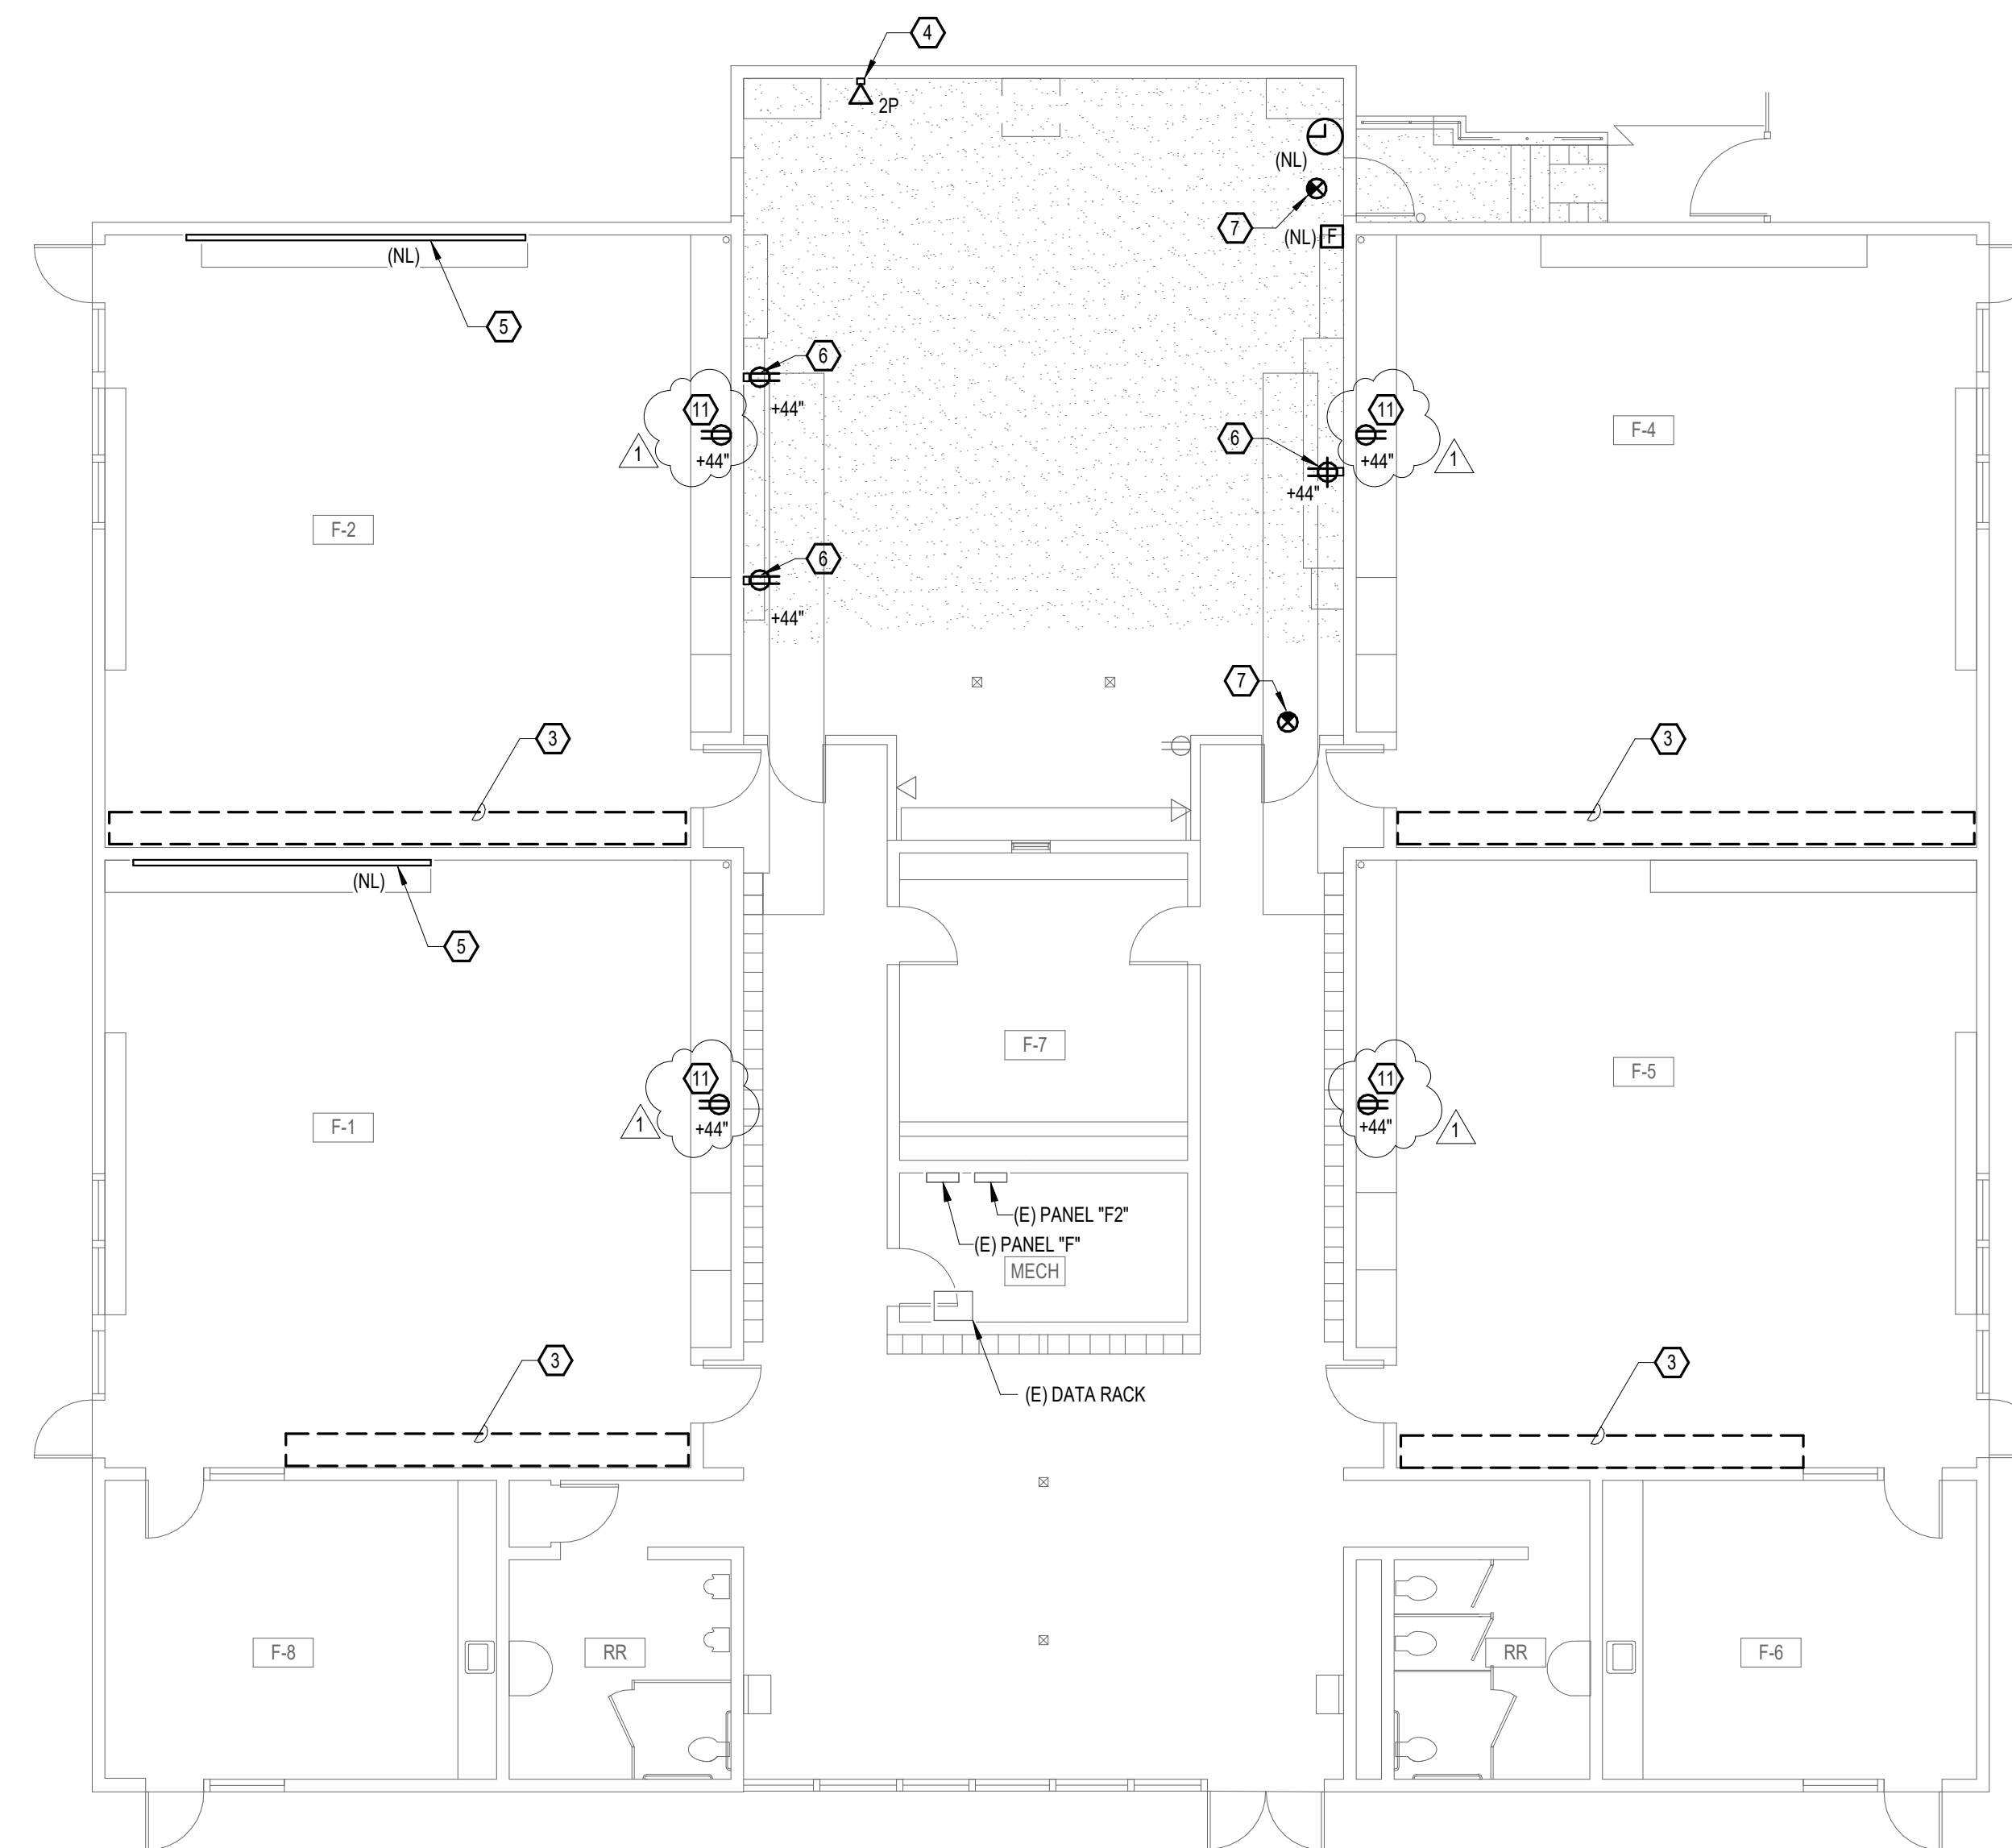 4
2P
(NL)
7
(NL) F
(NL)
5
6
+44"
11
+44"
1
11
+44"
1
6
+44"
F-4
F-2
6
+44"
7
3
3
(NL)
5
F-7
F-5
11
+44"
1
11
+44"
1
F-1
(E) PANEL "F2"
(E) PANEL "F"
MECH
3
3
(E) DATA RACK
F-8
RR
RR
F-6